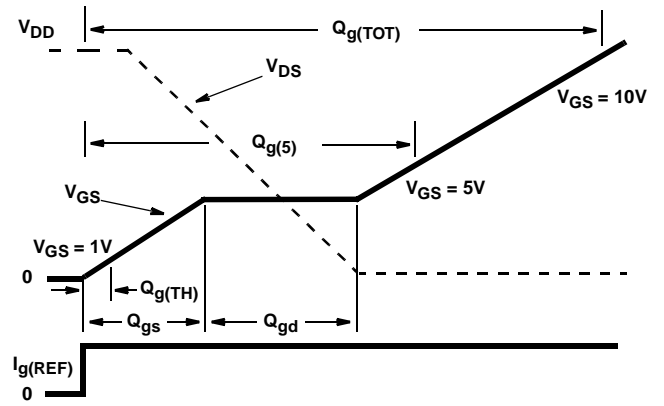 V_DD
Q_g(TOT)
V_DS
V_GS = 10V
Q_g(5)
V_GS
V_GS = 5V
V_GS = 1V
0
Q_g(TH)
Q_gs
Q_gd
I_g(REF)
0